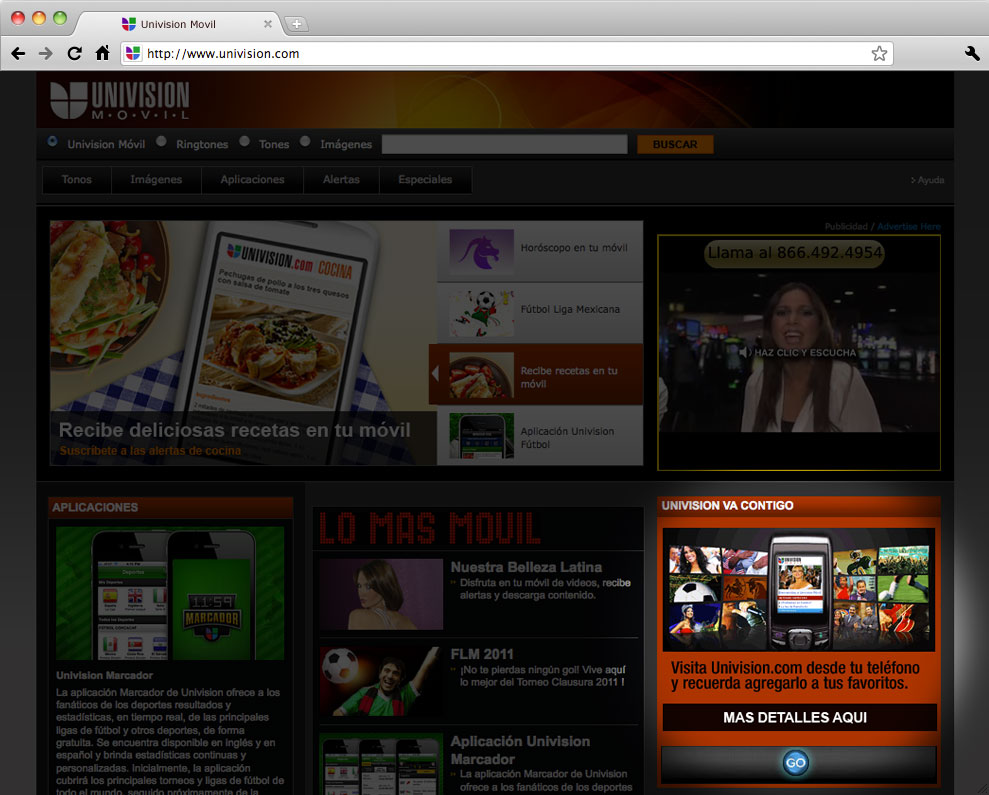 Univision Movil
http://www.univision.com
UNIVISION
M·O·V·I·L
Univision Móvil
Ringtones
Tones
Imágenes
BUSCAR
Tonos
Imágenes
Aplicaciones
Alertas
Especiales
Ayuda
UNIVISION.com COCINA
Pechugas de pollo a los tres quesos
con salsa de tomate
Ingredientes
Recibe deliciosas recetas en tu móvil
Suscríbete a las alertas de cocina
Horóscopo en tu móvil
Fútbol Liga Mexicana
Recibe recetas en tu
móvil
Aplicación Univision
Fútbol
Publicidad / Advertise Here
Llama al 866.492.4954
HAZ CLIC Y ESCUCHA
APLICACIONES
Deportes
11:59
MARCADOR
Univision Marcador
La aplicación Marcador de Univision ofrece a los
fanáticos de los deportes resultados y
estadísticas, en tiempo real, de las principales
ligas de fútbol y otros deportes, de forma
gratuita. Se encuentra disponible en inglés y en
español y brinda estadísticas continuas y
personalizadas. Inicialmente, la aplicación
cubrirá los principales torneos y ligas de fútbol de
todo el mundo, seguido próximamente de la
LO MAS MOVIL
Nuestra Belleza Latina
Disfruta en tu móvil de videos, recibe
alertas y descarga contenido.
FLM 2011
¡No te pierdas ningún gol! Vive aquí
lo mejor del Torneo Clausura 2011 !
Aplicación Univision
Marcador
La aplicación Marcador de Univision
ofrece a los fanáticos de los deportes
UNIVISION VA CONTIGO
Visita Univision.com desde tu teléfono
y recuerda agregarlo a tus favoritos.
MAS DETALLES AQUI
GO